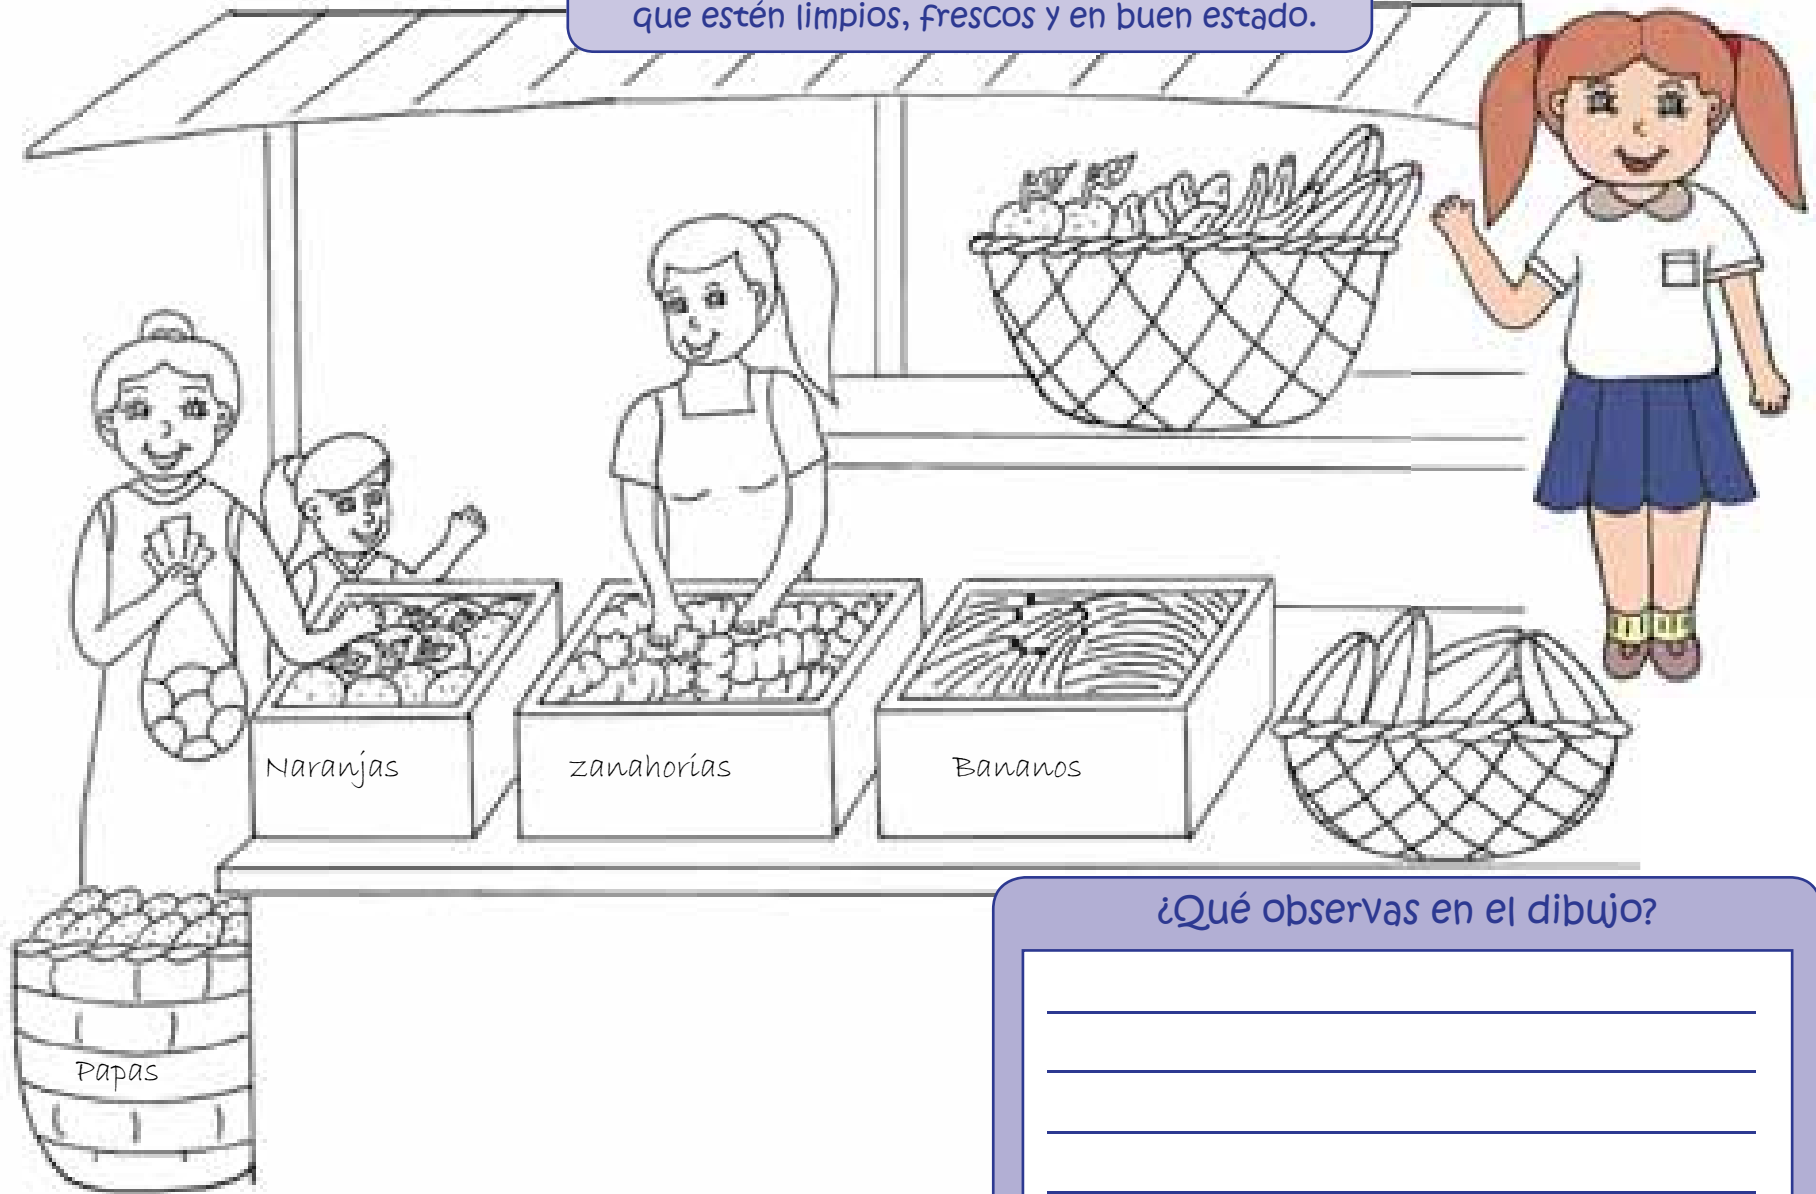 que estén limpios, frescos y en buen estado.
Naranjas
zanahorias
Bananos
Papas
¿Qué observas en el dibujo?